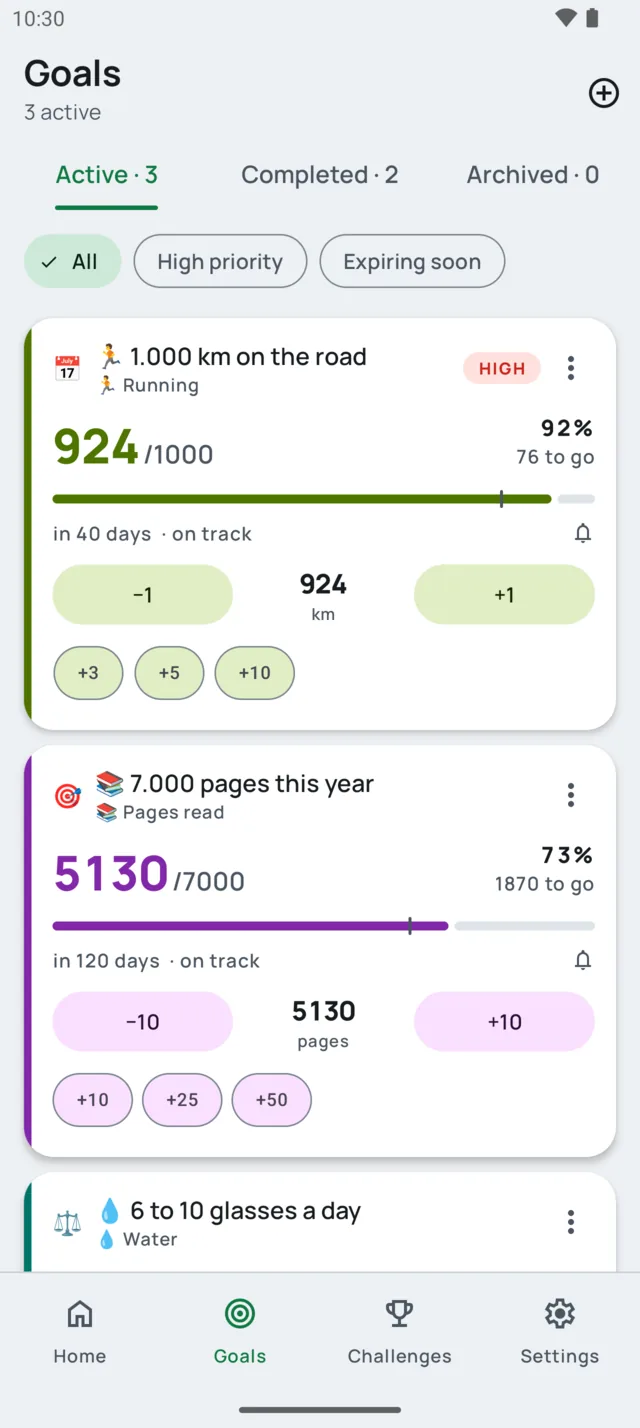 10:30
Goals
3 active
Active · 3
Completed · 2
Archived · 0
All
High priority
Expiring soon
July
17
🏃 1.000 km on the road
HIGH
🏃 Running
924 /1000
92%
76 to go
in 40 days · on track
−1
924
km
+1
+3
+5
+10
📚 7.000 pages this year
📚 Pages read
5130 /7000
73%
1870 to go
in 120 days · on track
−10
5130
pages
+10
+10
+25
+50
💧 6 to 10 glasses a day
💧 Water
Home
Goals
Challenges
Settings